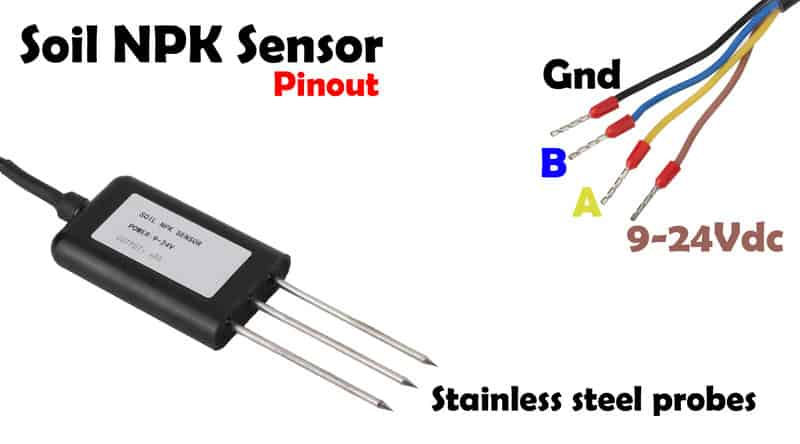 Soil NPK Sensor
Pinout
Gnd
B
A
9-24Vdc
SOIL NPK SENSOR
POWER:9-24V
Stainless steel probes